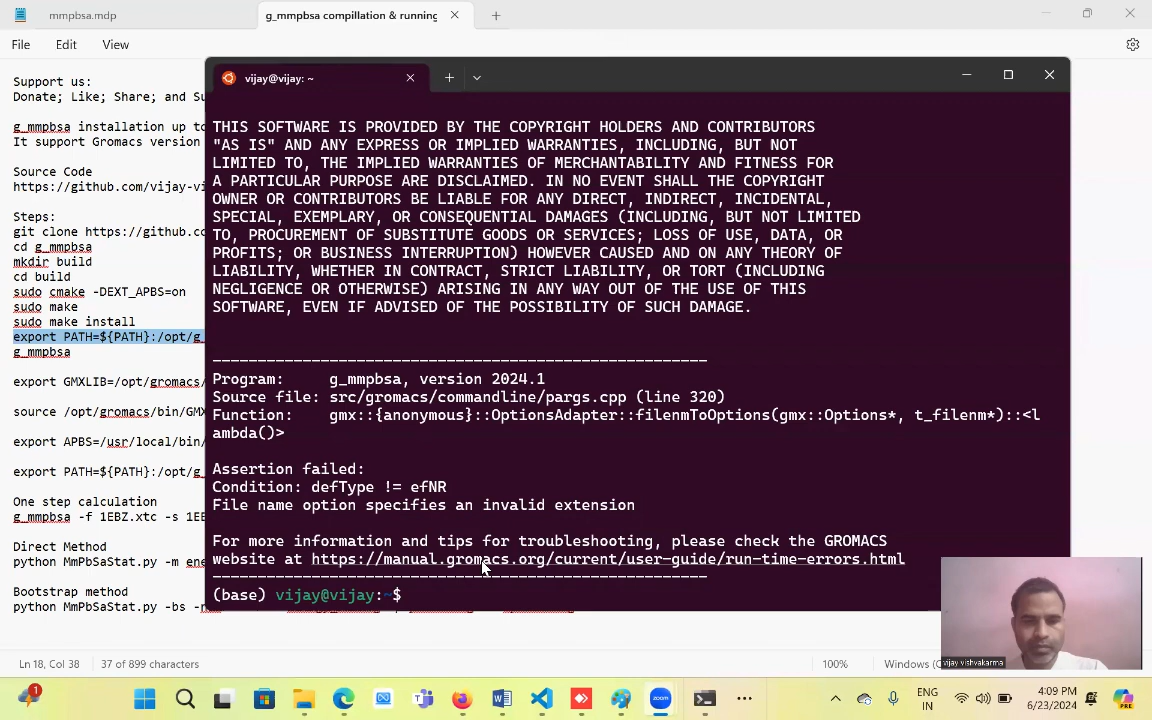 mmpbsa.mdp
g_mmpbsa compillation & running
File Edit View
Support us:
Donate; Like; Share; and Su
g_mmpbsa installation up to
It support Gromacs version
Source Code
https://github.com/vijay-vi
Steps:
git clone https://github.co
cd g_mmpbsa
mkdir build
cd build
sudo cmake -DEXT_APBS=on
sudo make
sudo make install
export PATH=${PATH}:/opt/g_
g_mmpbsa
export GMXLIB=/opt/gromacs/
source /opt/gromacs/bin/GMX
export APBS=/usr/local/bin/
export PATH=${PATH}:/opt/g_
One step calculation
g_mmpbsa -f 1EBZ.xtc -s 1EB
Direct Method
python MmPbSaStat.py -m ene
Bootstrap method
python MmPbSaStat.py -bs -n
vijay@vijay: ~
THIS SOFTWARE IS PROVIDED BY THE COPYRIGHT HOLDERS AND CONTRIBUTORS
"AS IS" AND ANY EXPRESS OR IMPLIED WARRANTIES, INCLUDING, BUT NOT
LIMITED TO, THE IMPLIED WARRANTIES OF MERCHANTABILITY AND FITNESS FOR
A PARTICULAR PURPOSE ARE DISCLAIMED. IN NO EVENT SHALL THE COPYRIGHT
OWNER OR CONTRIBUTORS BE LIABLE FOR ANY DIRECT, INDIRECT, INCIDENTAL,
SPECIAL, EXEMPLARY, OR CONSEQUENTIAL DAMAGES (INCLUDING, BUT NOT LIMITED
TO, PROCUREMENT OF SUBSTITUTE GOODS OR SERVICES; LOSS OF USE, DATA, OR
PROFITS; OR BUSINESS INTERRUPTION) HOWEVER CAUSED AND ON ANY THEORY OF
LIABILITY, WHETHER IN CONTRACT, STRICT LIABILITY, OR TORT (INCLUDING
NEGLIGENCE OR OTHERWISE) ARISING IN ANY WAY OUT OF THE USE OF THIS
SOFTWARE, EVEN IF ADVISED OF THE POSSIBILITY OF SUCH DAMAGE.
-------------------------------------------------------
Program: g_mmpbsa, version 2024.1
Source file: src/gromacs/commandline/pargs.cpp (line 320)
Function: gmx::{anonymous}::OptionsAdapter::filenmToOptions(gmx::Options*, t_filenm*)::<l
ambda()>
Assertion failed:
Condition: defType != efNR
File name option specifies an invalid extension
For more information and tips for troubleshooting, please check the GROMACS
website at https://manual.gromacs.org/current/user-guide/run-time-errors.html
-------------------------------------------------------
(base) vijay@vijay:~$
vijay vishvakarma
Ln 18, Col 38 37 of 899 characters 100% Windows (C
1
zoom
ENG
IN
4:09 PM
6/23/2024
PRE